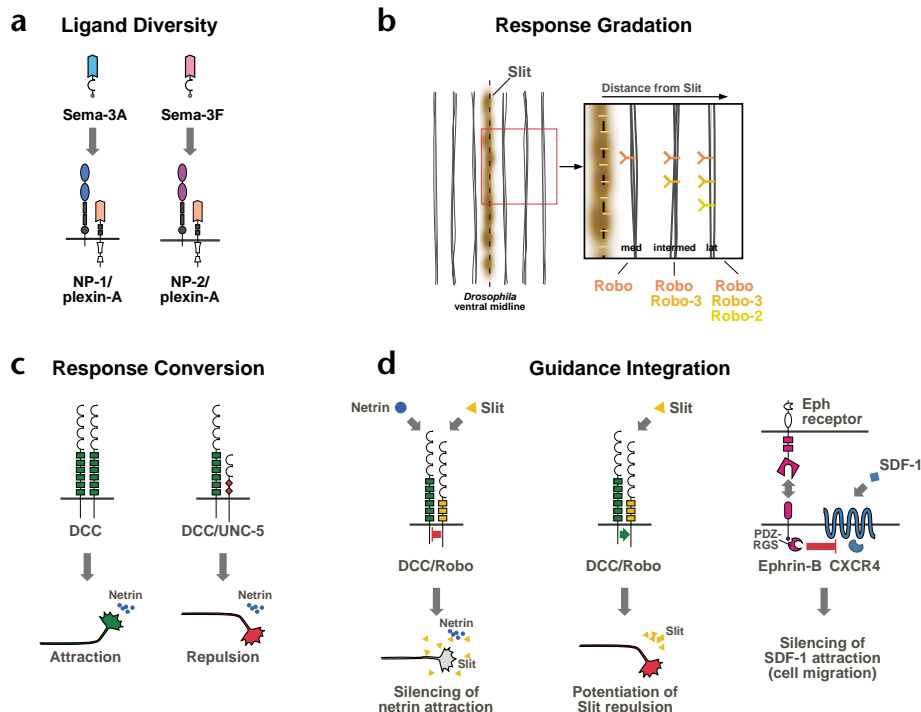 a
Ligand Diversity
Sema-3A
Sema-3F
NP-1/
plexin-A
NP-2/
plexin-A
b
Response Gradation
Slit
Drosophila
ventral midline
Distance from Slit
med
intermed
lat
Robo
Robo
Robo-3
Robo
Robo-3
Robo-2
c
Response Conversion
DCC
DCC/UNC-5
Netrin
Attraction
Netrin
Repulsion
d
Guidance Integration
Netrin
Slit
DCC/Robo
Netrin
Slit
Silencing of
netrin attraction
Slit
DCC/Robo
Slit
Potentiation of
Slit repulsion
Eph
receptor
SDF-1
PDZ-
RGS
Ephrin-B
CXCR4
Silencing of
SDF-1 attraction
(cell migration)